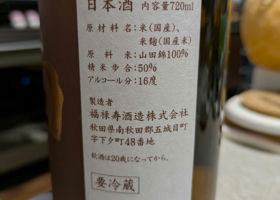 日本酒 内容量720ml
原材料名:米(国産)、
米麹(国産米)
原料米:山田錦100%
精米歩合:50%
アルコール分:16度
製造者
福禄寿酒造株式会社
秋田県南秋田郡五城目町
字下夕町48番地
飲酒は20歳になってから。
要冷蔵